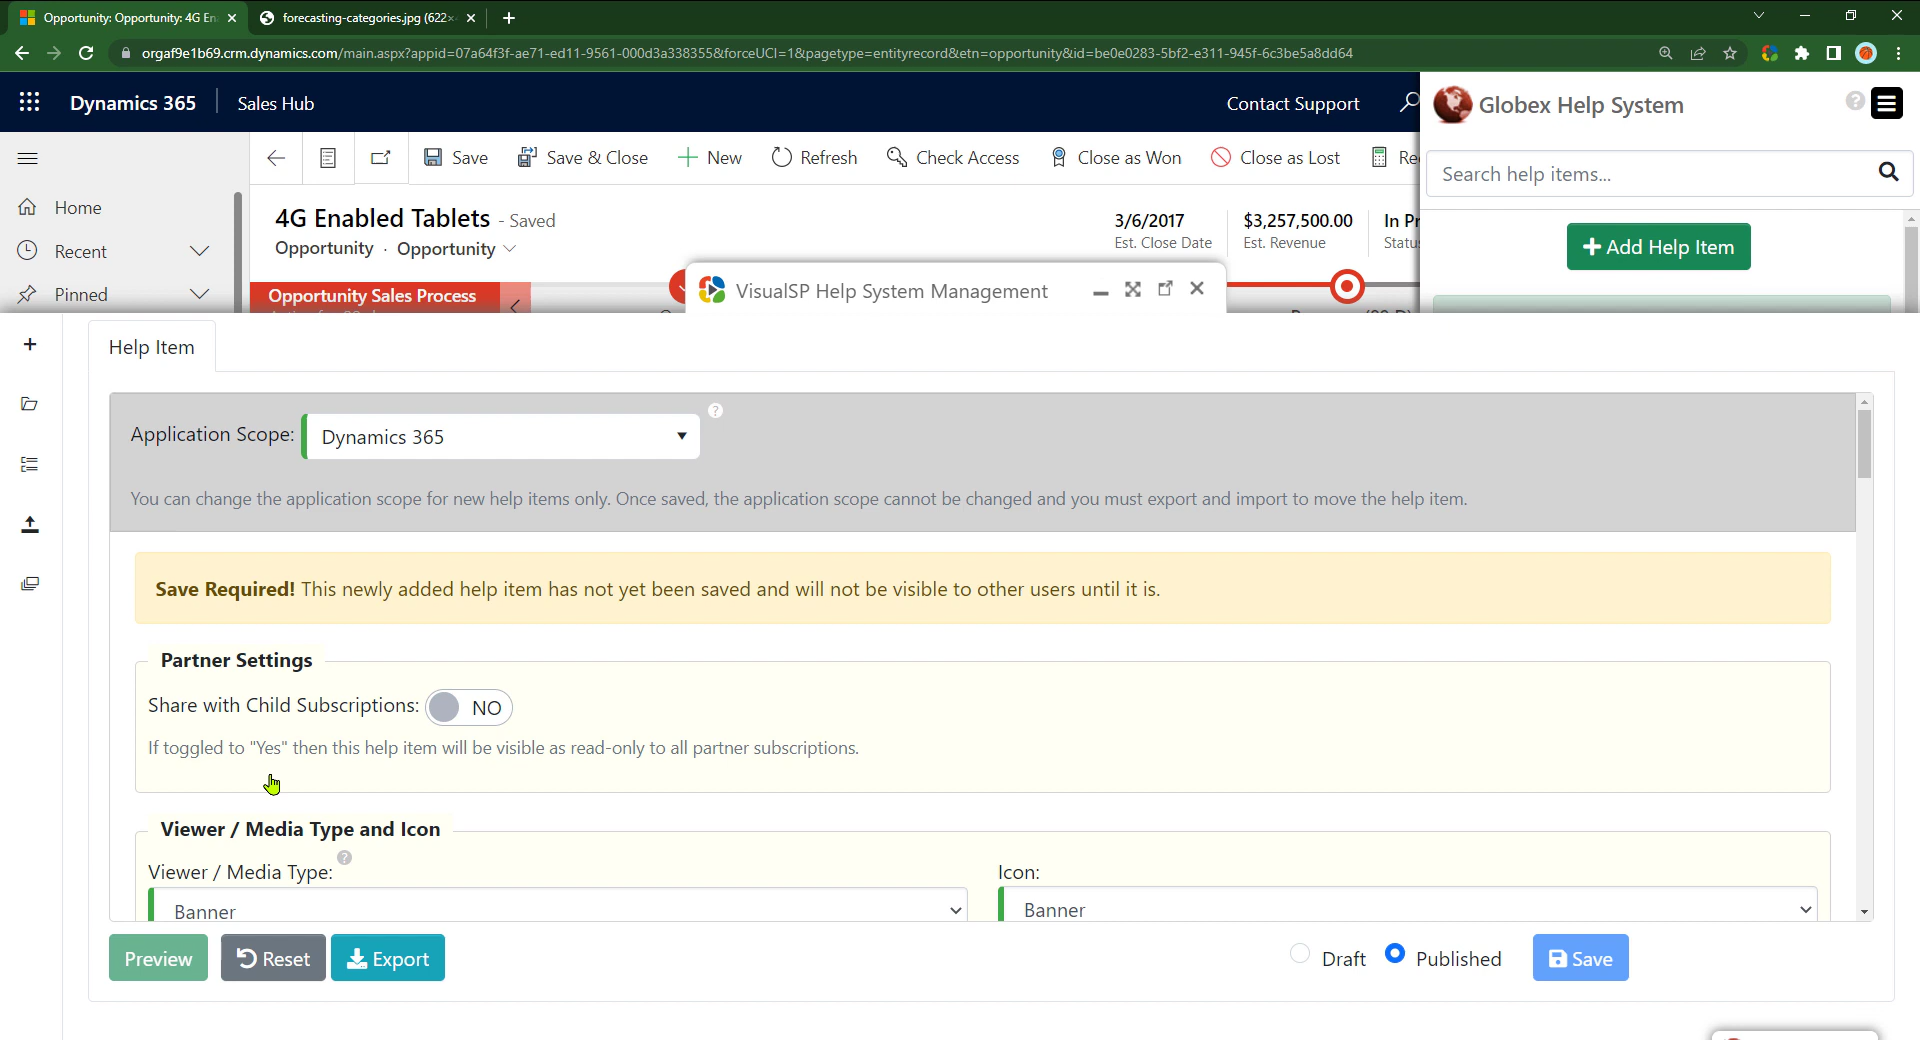 Opportunity: Opportunity: 4G En
forecasting-categories.jpg (622×
orgaf9e1b69.crm.dynamics.com/main.aspx?appid=07a64f3f-ae71-ed11-9561-000d3a338355&forceUCI=1&pagetype=entityrecord&etn=opportunity&id=be0e0283-5bf2-e311-945f-6c3be5a8dd64
Dynamics 365
Sales Hub
Contact Support
Globex Help System
Save
Save & Close
New
Refresh
Check Access
Close as Won
Close as Lost
Re
Search help items...
Home
Recent
Pinned
4G Enabled Tablets - Saved
Opportunity · Opportunity
3/6/2017
Est. Close Date
$3,257,500.00
Est. Revenue
In Pr
Statu
+ Add Help Item
Opportunity Sales Process
VisualSP Help System Management
Help Item
Application Scope:
Dynamics 365
You can change the application scope for new help items only. Once saved, the application scope cannot be changed and you must export and import to move the help item.
Save Required! This newly added help item has not yet been saved and will not be visible to other users until it is.
Partner Settings
Share with Child Subscriptions:
NO
If toggled to "Yes" then this help item will be visible as read-only to all partner subscriptions.
Viewer / Media Type and Icon
Viewer / Media Type:
Icon:
Banner
Banner
Preview
Reset
Export
Draft
Published
Save